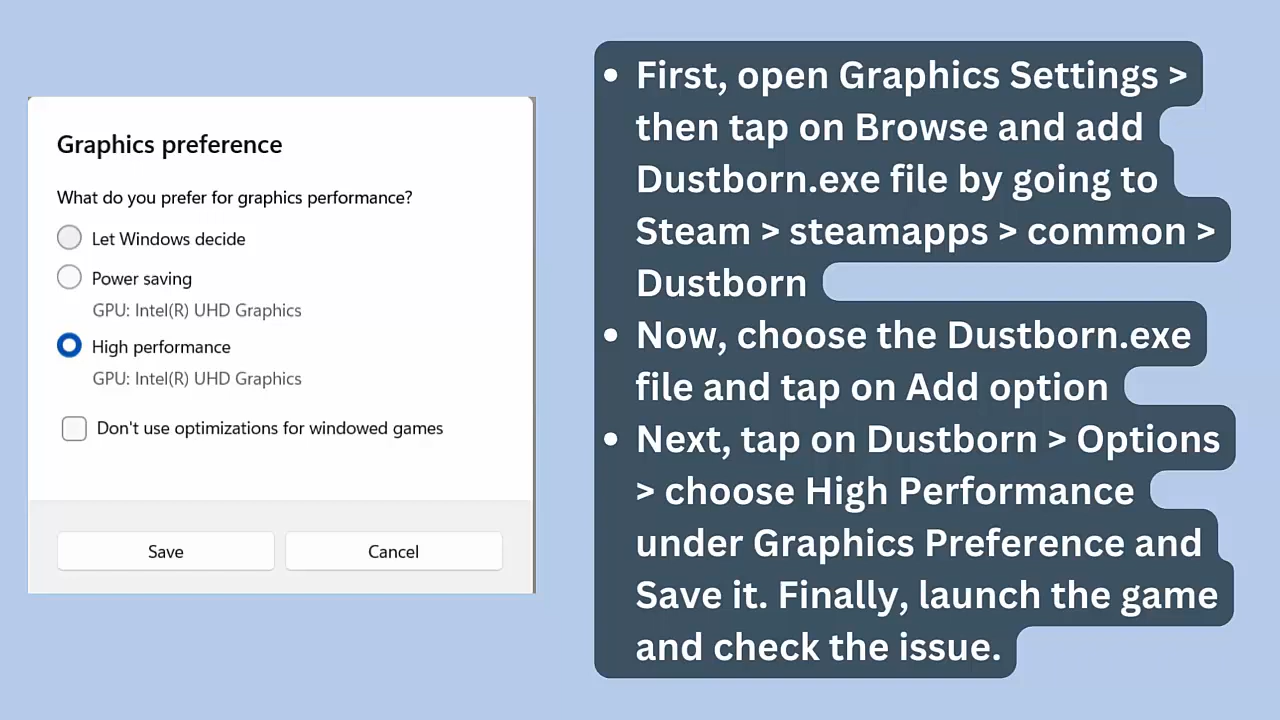 Graphics preference
What do you prefer for graphics performance?
Let Windows decide
Power saving
GPU: Intel(R) UHD Graphics
High performance
GPU: Intel(R) UHD Graphics
Don't use optimizations for windowed games
Save
Cancel
• First, open Graphics Settings >
then tap on Browse and add
Dustborn.exe file by going to
Steam > steamapps > common >
Dustborn
• Now, choose the Dustborn.exe
file and tap on Add option
• Next, tap on Dustborn > Options
> choose High Performance
under Graphics Preference and
Save it. Finally, launch the game
and check the issue.